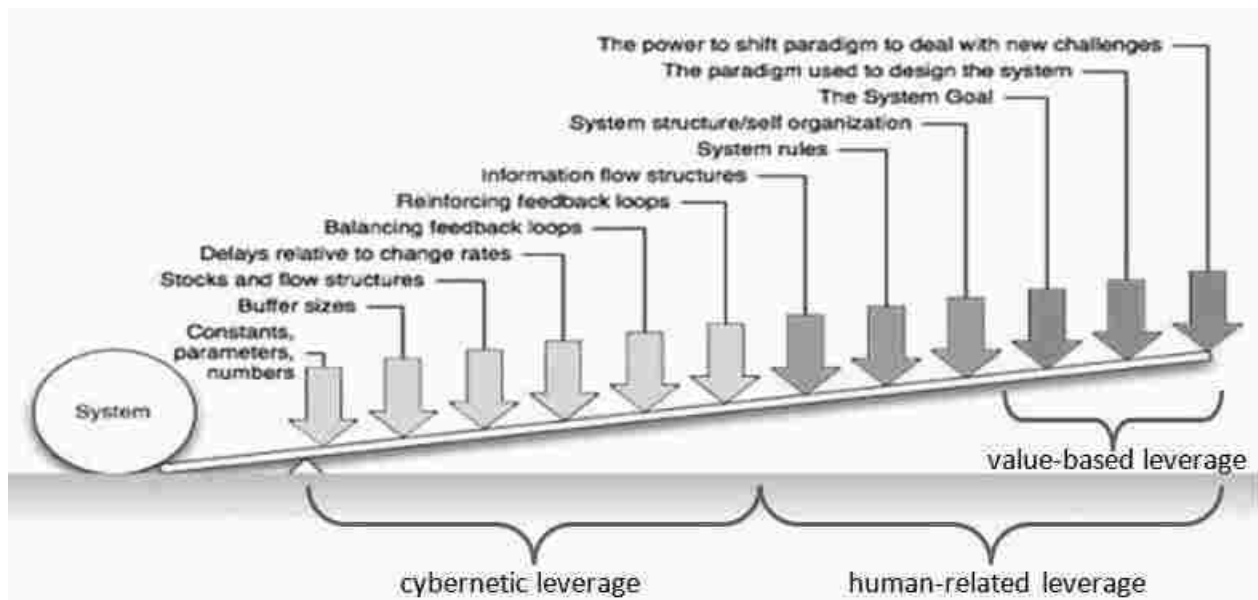 The power to shift paradigm to deal with new challenges
The paradigm used to design the system
The System Goal
System structure/self organization
System rules
Information flow structures
Reinforcing feedback loops
Balancing feedback loops
Delays relative to change rates
Stocks and flow structures
Buffer sizes
Constants,
parameters,
numbers
System
value-based leverage
cybernetic leverage
human-related leverage